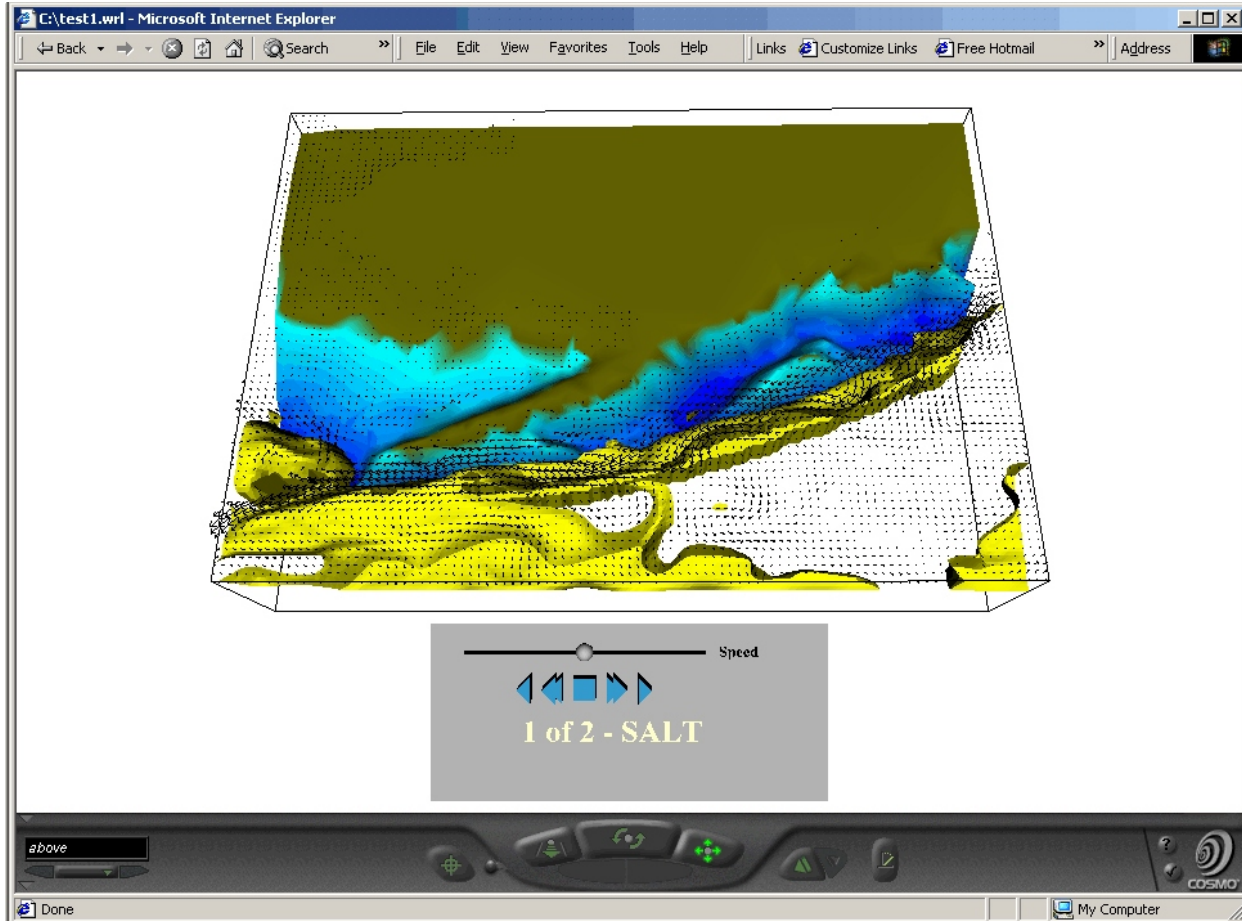 C:\test1.wrl - Microsoft Internet Explorer
Back Search » File Edit View Favorites Tools Help Links Customize Links Free Hotmail » Address
Speed
1 of 2 - SALT
above
?
COSMO
Done My Computer